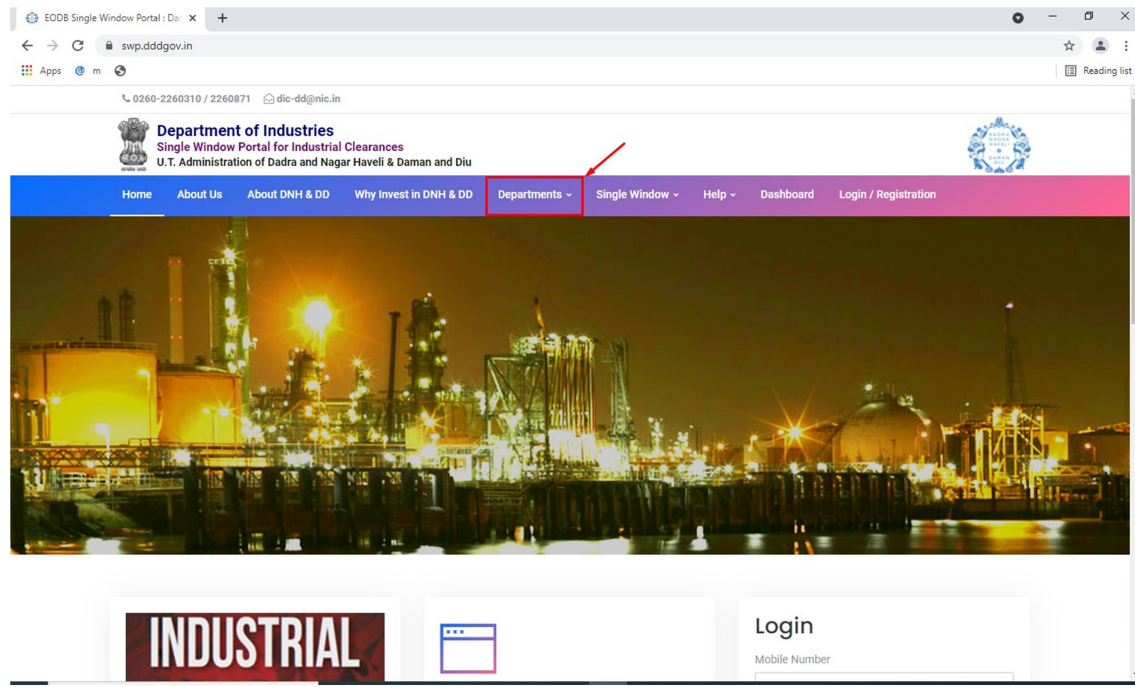 EODB Single Window Portal : Da
swp.dddgov.in
Apps m
Reading list
0260-2260310 / 2260871 dic-dd@nic.in
Department of Industries
Single Window Portal for Industrial Clearances
U.T. Administration of Dadra and Nagar Haveli & Daman and Diu
Home About Us About DNH & DD Why Invest in DNH & DD Departments Single Window Help Dashboard Login / Registration
INDUSTRIAL
Login
Mobile Number